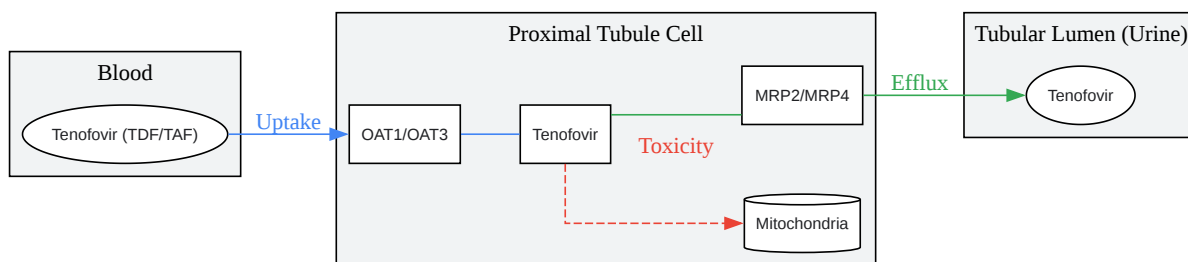 Blood
Tenofovir (TDF/TAF)
Uptake
Proximal Tubule Cell
OAT1/OAT3
Tenofovir
Toxicity
MRP2/MRP4
Mitochondria
Efflux
Tubular Lumen (Urine)
Tenofovir